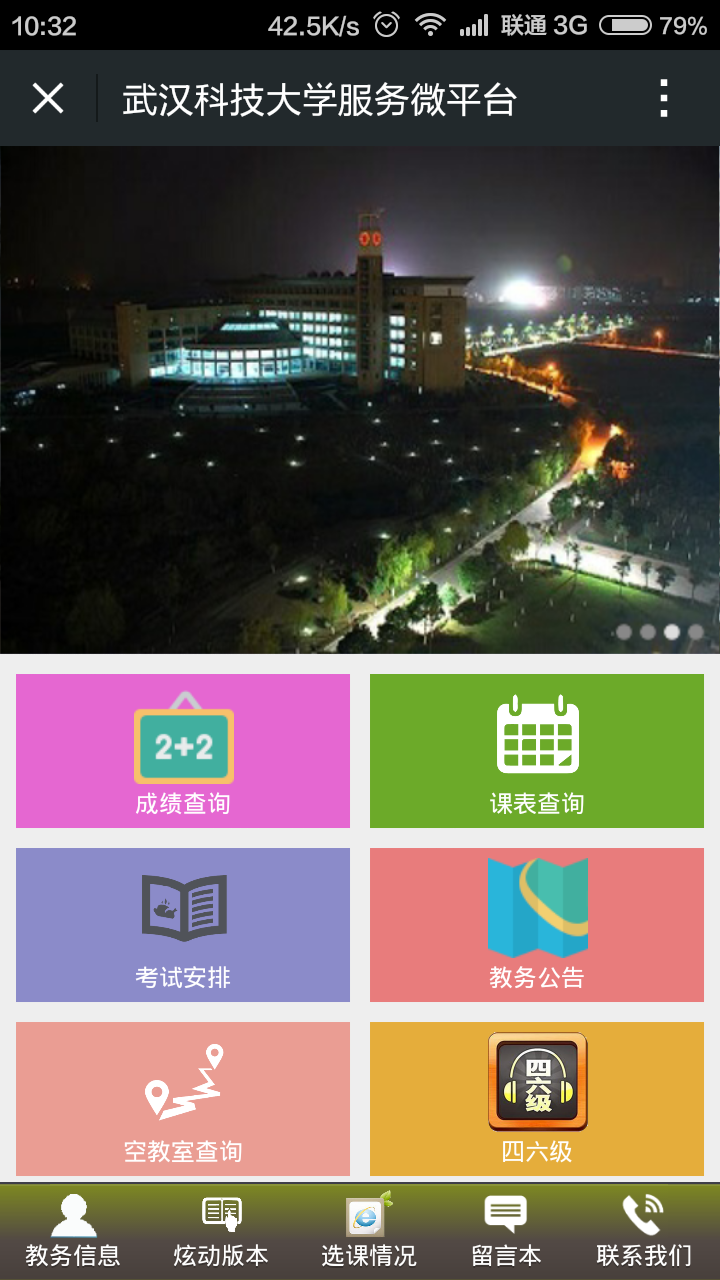 10:32 42.5K/s 联通 3G 79%
武汉科技大学服务微平台
2+2
成绩查询 课表查询
考试安排 教务公告
四六级
空教室查询 四六级
教务信息 炫动版本 选课情况 留言本 联系我们